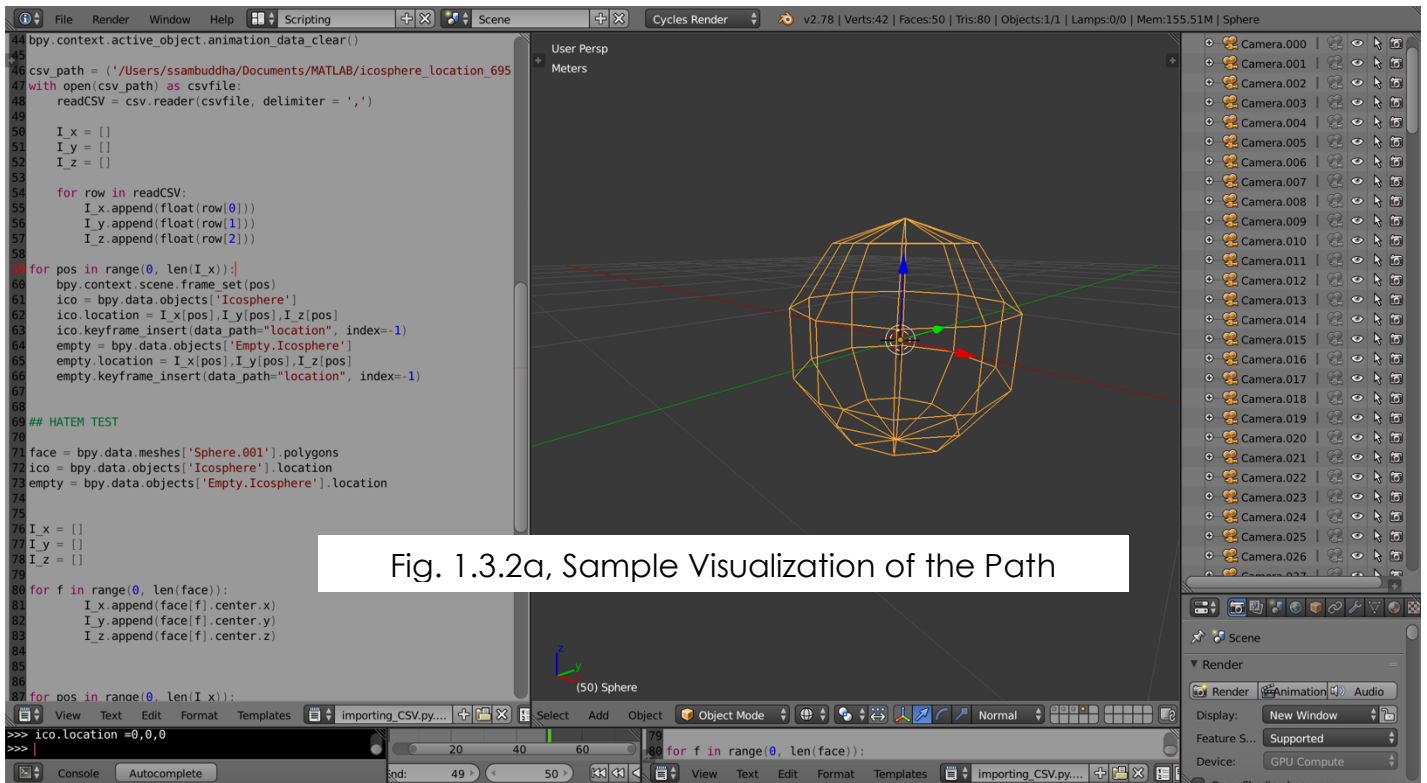 File Render Window Help Scripting Scene Cycles Render v2.78 | Verts:42 | Faces:50 | Tris:80 | Objects:1/1 | Lamps:0/0 | Mem:155.51M | Sphere
44 bpy.context.active_object.animation_data_clear()
45
46 csv_path = ('/Users/ssambuddha/Documents/MATLAB/icosphere_location_695
47 with open(csv_path) as csvfile:
48 readCSV = csv.reader(csvfile, delimiter = ',')
49
50 I_x = []
51 I_y = []
52 I_z = []
53
54 for row in readCSV:
55 I_x.append(float(row[0]))
56 I_y.append(float(row[1]))
57 I_z.append(float(row[2]))
58
59 for pos in range(0, len(I_x)):
60 bpy.context.scene.frame_set(pos)
61 ico = bpy.data.objects['Icosphere']
62 ico.location = I_x[pos],I_y[pos],I_z[pos]
63 ico.keyframe_insert(data_path="location", index=-1)
64 empty = bpy.data.objects['Empty.Icosphere']
65 empty.location = I_x[pos],I_y[pos],I_z[pos]
66 empty.keyframe_insert(data_path="location", index=-1)
67
68
69 ## HATEM TEST
70
71 face = bpy.data.meshes['Sphere.001'].polygons
72 ico = bpy.data.objects['Icosphere'].location
73 empty = bpy.data.objects['Empty.Icosphere'].location
74
75
76 I_x = []
77 I_y = []
78 I_z = []
79
80 for f in range(0, len(face)):
81 I_x.append(face[f].center.x)
82 I_y.append(face[f].center.y)
83 I_z.append(face[f].center.z)
84
85
86
87 for pos in range(0, len(I_x)):
View Text Edit Format Templates importing_CSV.py....
>>> ico.location =0,0,0
>>>
Console Autocomplete
User Persp
Meters
Fig. 1.3.2a, Sample Visualization of the Path
z
y
(50) Sphere
Select Add Object Object Mode Normal
20 40 60
End: 49 50
79
80 for f in range(0, len(face)):
View Text Edit Format Templates importing_CSV.py....
Camera.000
Camera.001
Camera.002
Camera.003
Camera.004
Camera.005
Camera.006
Camera.007
Camera.008
Camera.009
Camera.010
Camera.011
Camera.012
Camera.013
Camera.014
Camera.015
Camera.016
Camera.017
Camera.018
Camera.019
Camera.020
Camera.021
Camera.022
Camera.023
Camera.024
Camera.025
Camera.026
Camera.027
Scene
Render
Render Animation Audio
Display: New Window
Feature S... Supported
Device: GPU Compute